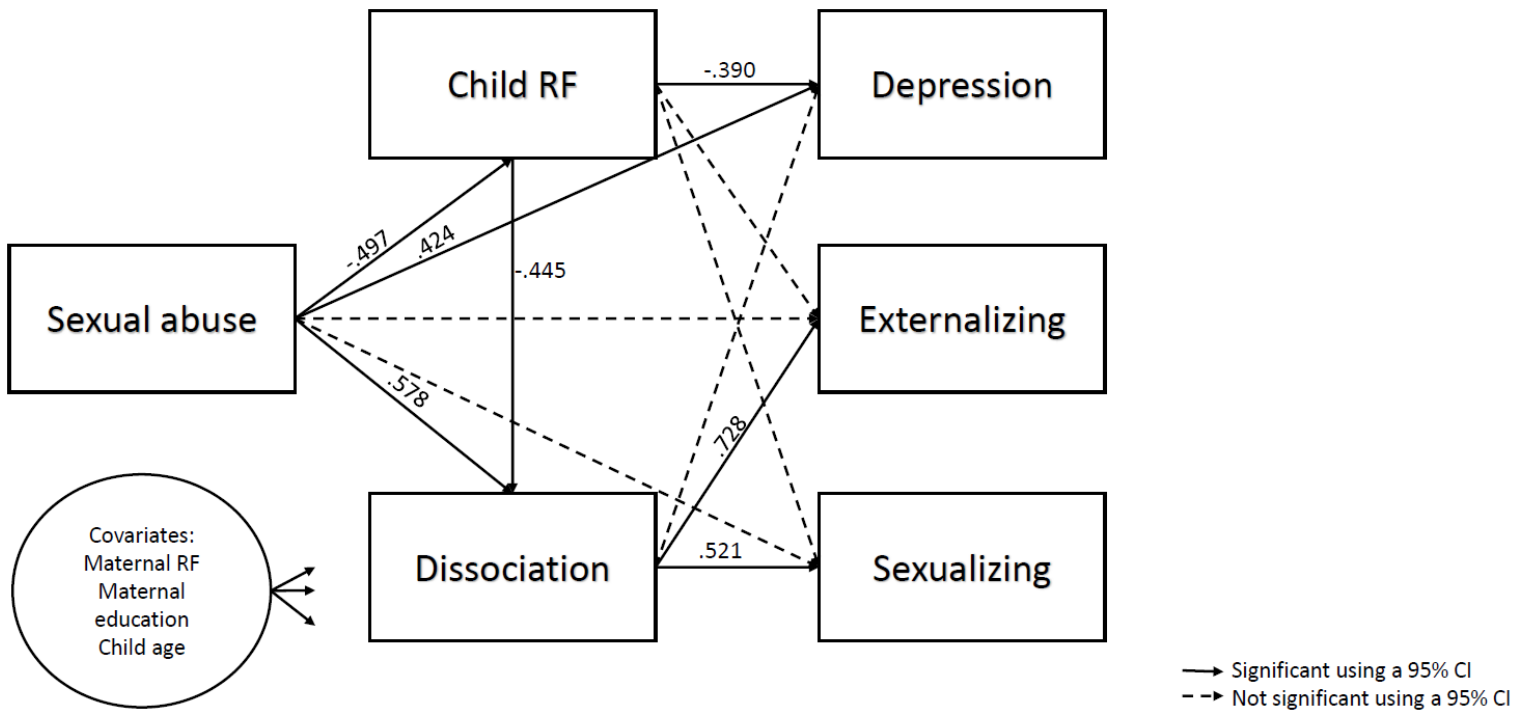 Child RF
-.390
Depression
-.497
.424
-.445
Sexual abuse
Externalizing
.578
.728
Covariates:
Maternal RF
Maternal
education
Child age
Dissociation
.521
Sexualizing
Significant using a 95% CI
Not significant using a 95% CI